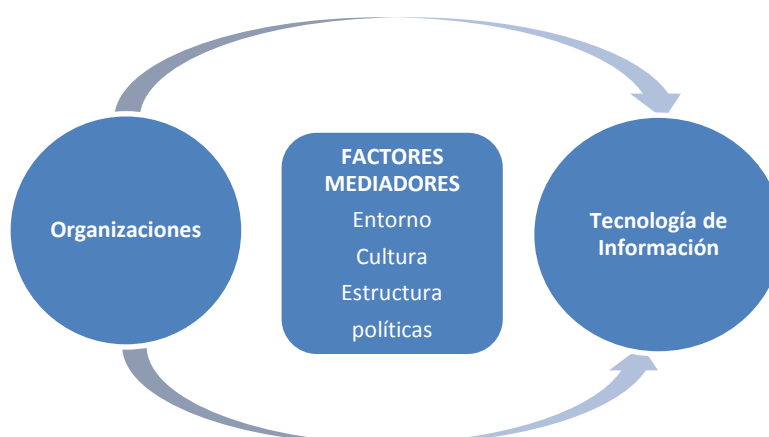 Organizaciones
FACTORES
MEDIADORES
Entorno
Cultura
Estructura
políticas
Tecnología de
Información